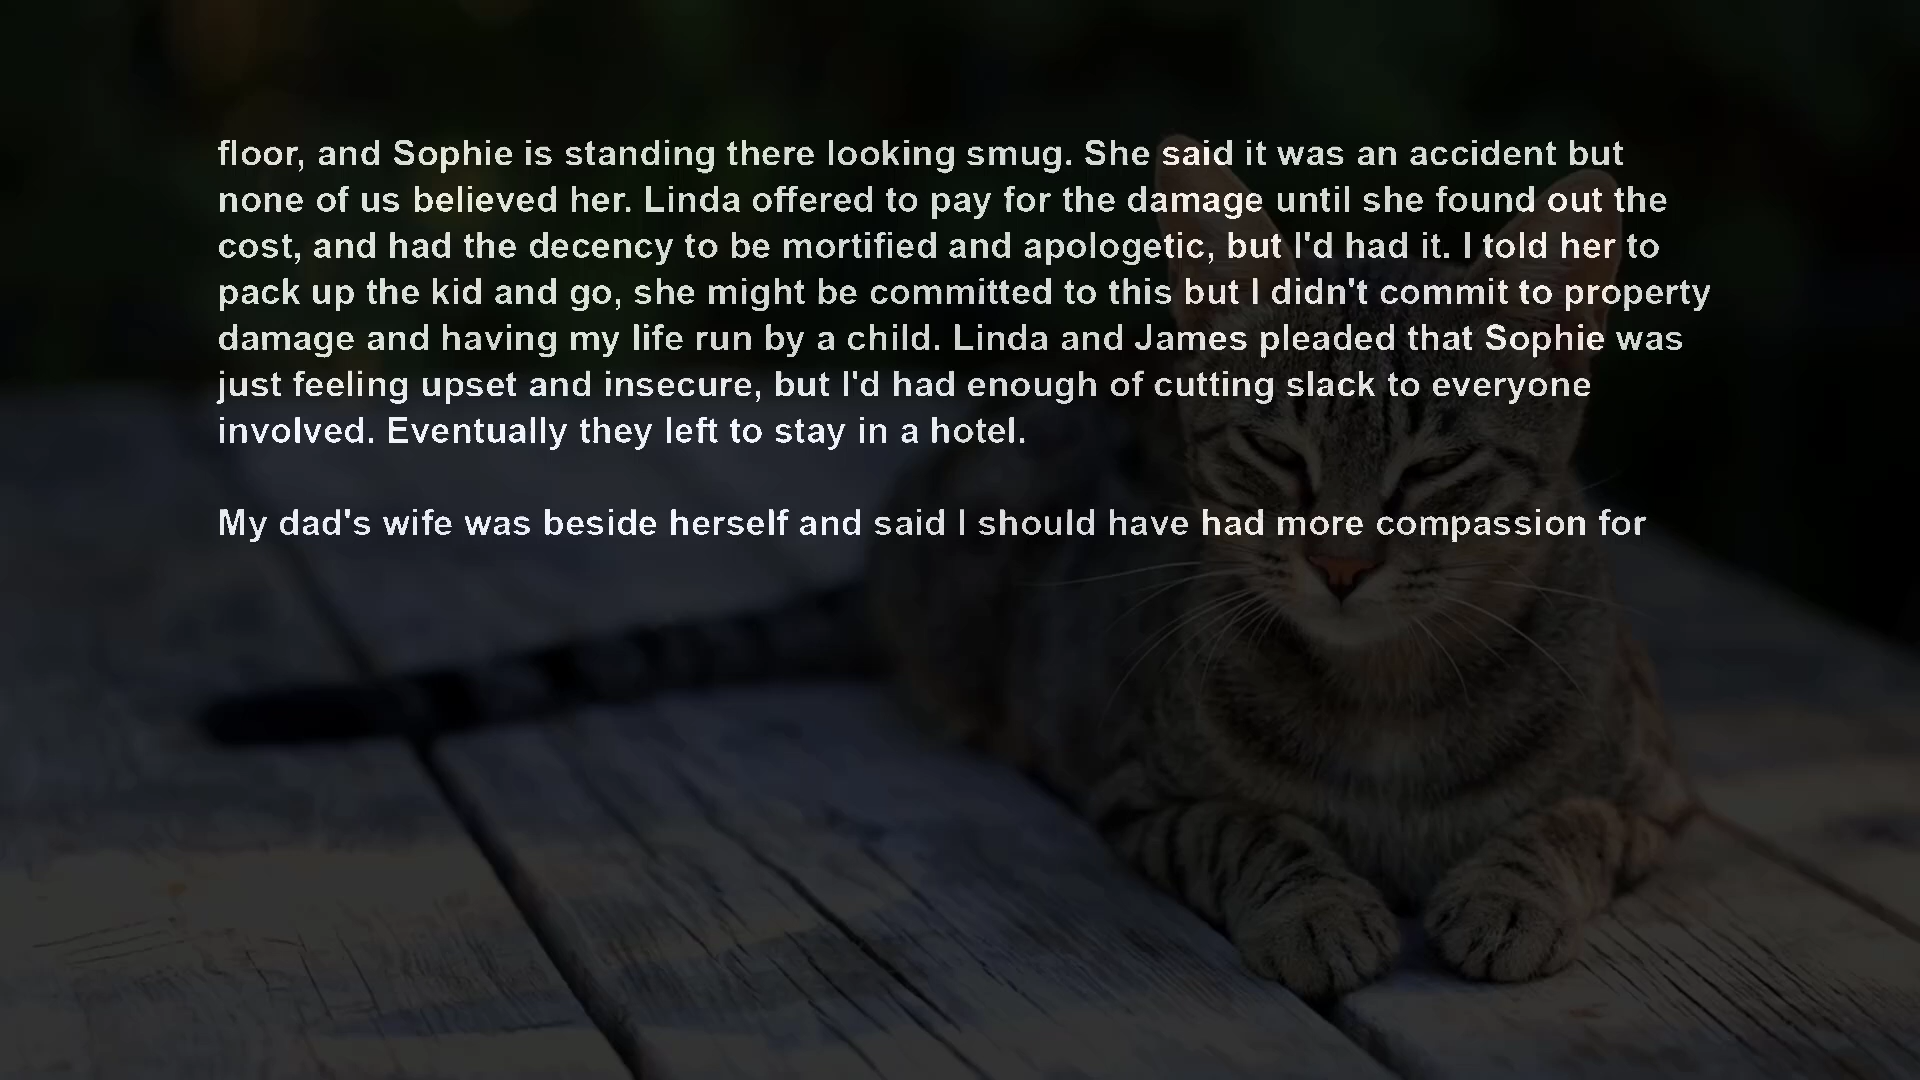 floor, and Sophie is standing there looking smug. She said it was an accident but
none of us believed her. Linda offered to pay for the damage until she found out the
cost, and had the decency to be mortified and apologetic, but I'd had it. I told her to
pack up the kid and go, she might be committed to this but I didn't commit to property
damage and having my life run by a child. Linda and James pleaded that Sophie was
just feeling upset and insecure, but I'd had enough of cutting slack to everyone
involved. Eventually they left to stay in a hotel.
My dad's wife was beside herself and said I should have had more compassion for